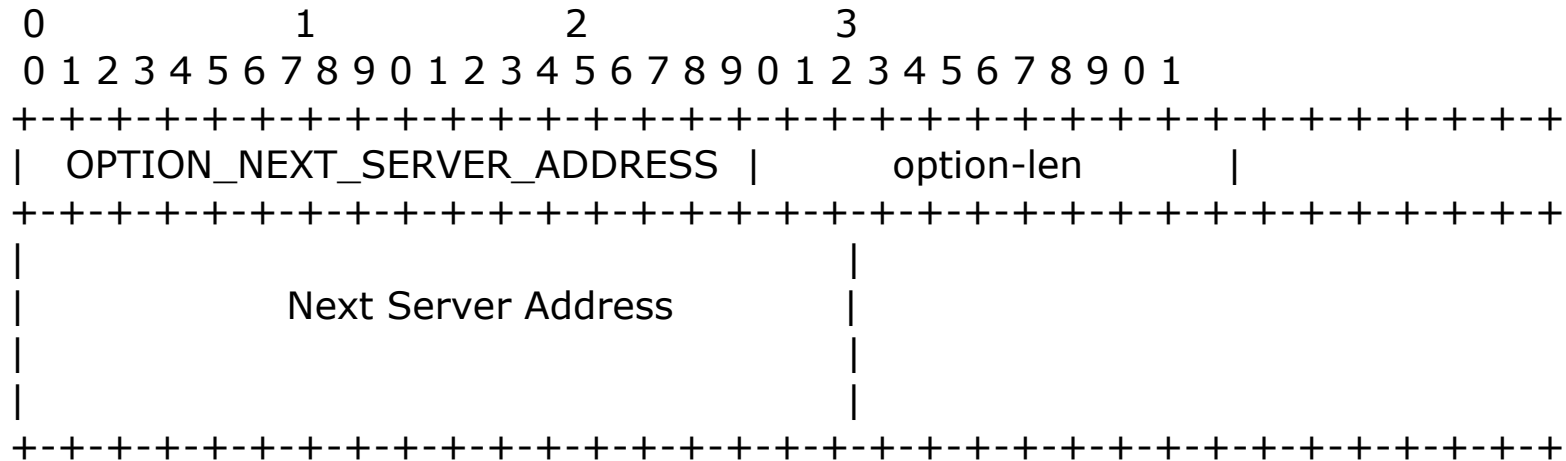 0                   1                   2                   3
0 1 2 3 4 5 6 7 8 9 0 1 2 3 4 5 6 7 8 9 0 1 2 3 4 5 6 7 8 9 0 1
+-+-+-+-+-+-+-+-+-+-+-+-+-+-+-+-+-+-+-+-+-+-+-+-+-+-+-+-+-+-+-+-+
|   OPTION_NEXT_SERVER_ADDRESS  |          option-len           |
+-+-+-+-+-+-+-+-+-+-+-+-+-+-+-+-+-+-+-+-+-+-+-+-+-+-+-+-+-+-+-+-+
|                                                               |
|                    Next Server Address                        |
|                                                               |
|                                                               |
+-+-+-+-+-+-+-+-+-+-+-+-+-+-+-+-+-+-+-+-+-+-+-+-+-+-+-+-+-+-+-+-+